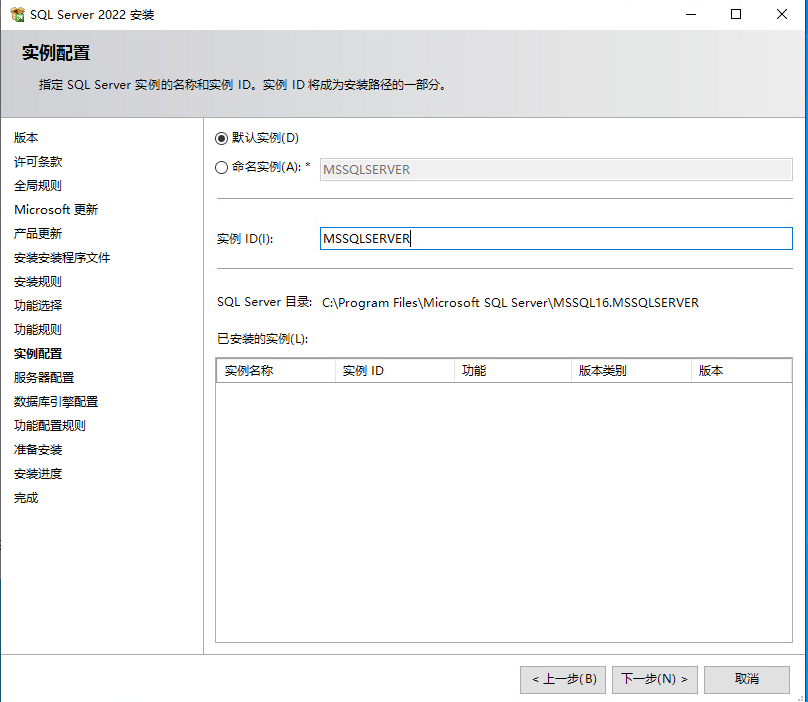 SQL Server 2022 安装
实例配置
指定 SQL Server 实例的名称和实例 ID。实例 ID 将成为安装路径的一部分。
版本
许可条款
全局规则
Microsoft 更新
产品更新
安装安装程序文件
安装规则
功能选择
功能规则
实例配置
服务器配置
数据库引擎配置
功能配置规则
准备安装
安装进度
完成
默认实例(D)
命名实例(A): * MSSQLSERVER
实例 ID(I): MSSQLSERVER
SQL Server 目录: C:\Program Files\Microsoft SQL Server\MSSQL16.MSSQLSERVER
已安装的实例(L):
实例名称 实例 ID 功能 版本类别 版本
< 上一步(B) 下一步(N) > 取消